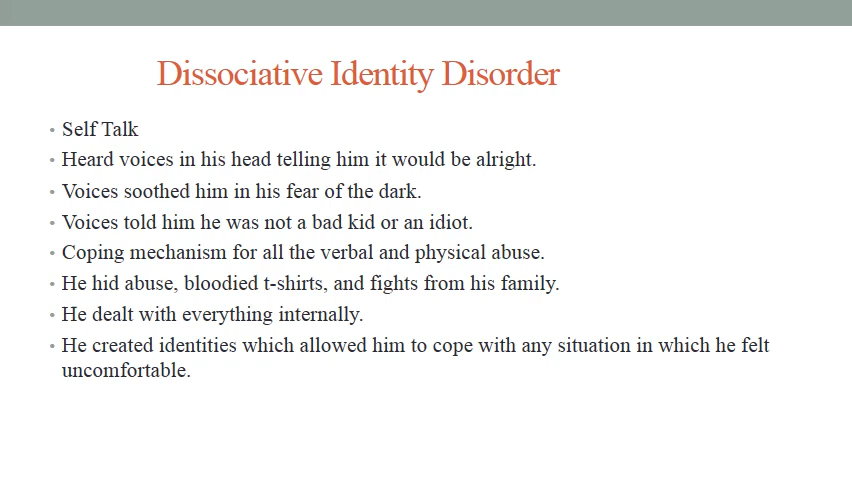 Dissociative Identity Disorder
• Self Talk
• Heard voices in his head telling him it would be alright.
• Voices soothed him in his fear of the dark.
• Voices told him he was not a bad kid or an idiot.
• Coping mechanism for all the verbal and physical abuse.
• He hid abuse, bloodied t-shirts, and fights from his family.
• He dealt with everything internally.
• He created identities which allowed him to cope with any situation in which he felt
uncomfortable.